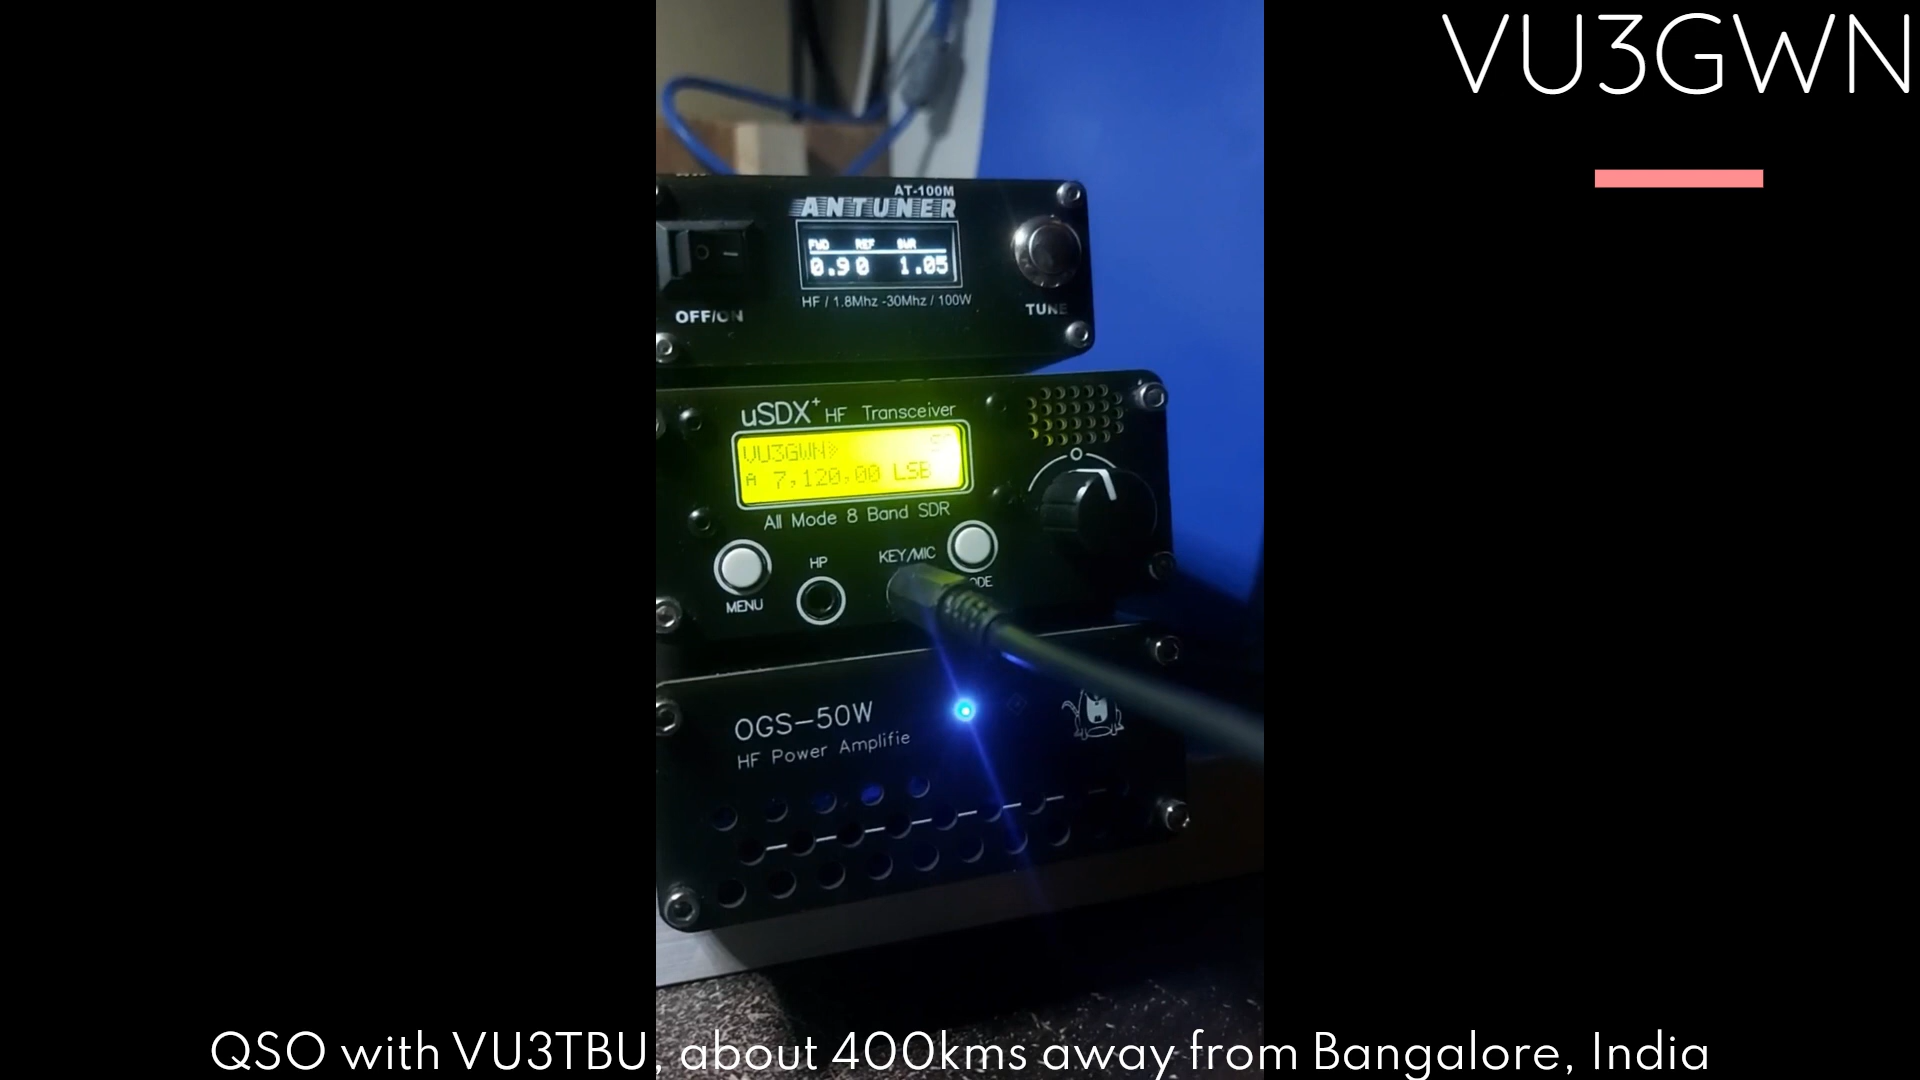 VU3GWN
AT-100M
ANTUNER
FWD REF SWR
0.9 0 1.05
HF / 1.8Mhz -30Mhz / 100W
OFF/ON
TUNE
uSDX+ HF Transceiver
VU3GWN»
A 7,120,00 LSB
All Mode 8 Band SDR
HP
KEY/MIC
MENU
OGS-50W
HF Power Amplifie
QSO with VU3TBU, about 400kms away from Bangalore, India